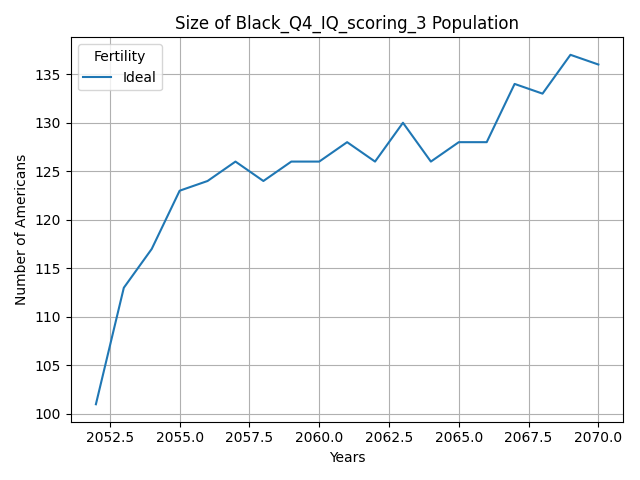 Size of Black_Q4_IQ_scoring_3 Population
Fertility
Ideal
Number of Americans
135
130
125
120
115
110
105
100
2052.5 2055.0 2057.5 2060.0 2062.5 2065.0 2067.5 2070.0
Years